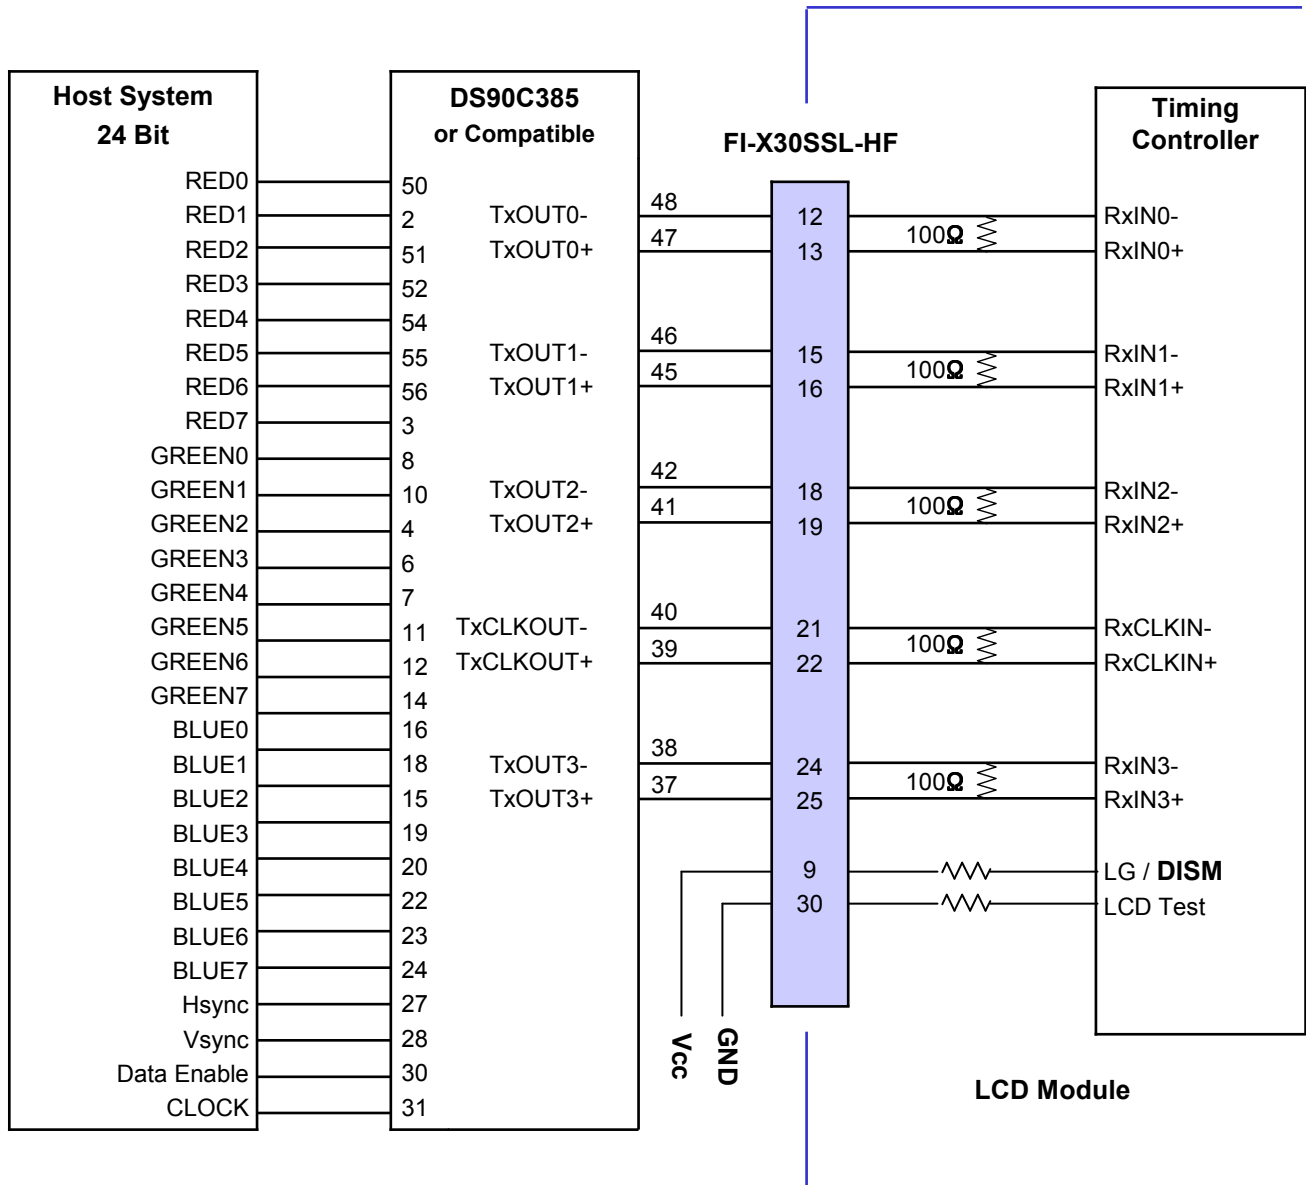 Host System
24 Bit
RED0
RED1
RED2
RED3
RED4
RED5
RED6
RED7
GREEN0
GREEN1
GREEN2
GREEN3
GREEN4
GREEN5
GREEN6
GREEN7
BLUE0
BLUE1
BLUE2
BLUE3
BLUE4
BLUE5
BLUE6
BLUE7
Hsync
Vsync
Data Enable
CLOCK
DS90C385
or Compatible
50
2
51
52
54
55
56
3
8
10
4
6
7
11
12
14
16
18
15
19
20
22
23
24
27
28
30
31
TxOUT0-
TxOUT0+
TxOUT1-
TxOUT1+
TxOUT2-
TxOUT2+
TxCLKOUT-
TxCLKOUT+
TxOUT3-
TxOUT3+
48
47
46
45
42
41
40
39
38
37
Vcc
GND
FI-X30SSL-HF
12
13
15
16
18
19
21
22
24
25
9
30
100Ω
100Ω
100Ω
100Ω
100Ω
Timing
Controller
RxIN0-
RxIN0+
RxIN1-
RxIN1+
RxIN2-
RxIN2+
RxCLKIN-
RxCLKIN+
RxIN3-
RxIN3+
LG / DISM
LCD Test
LCD Module